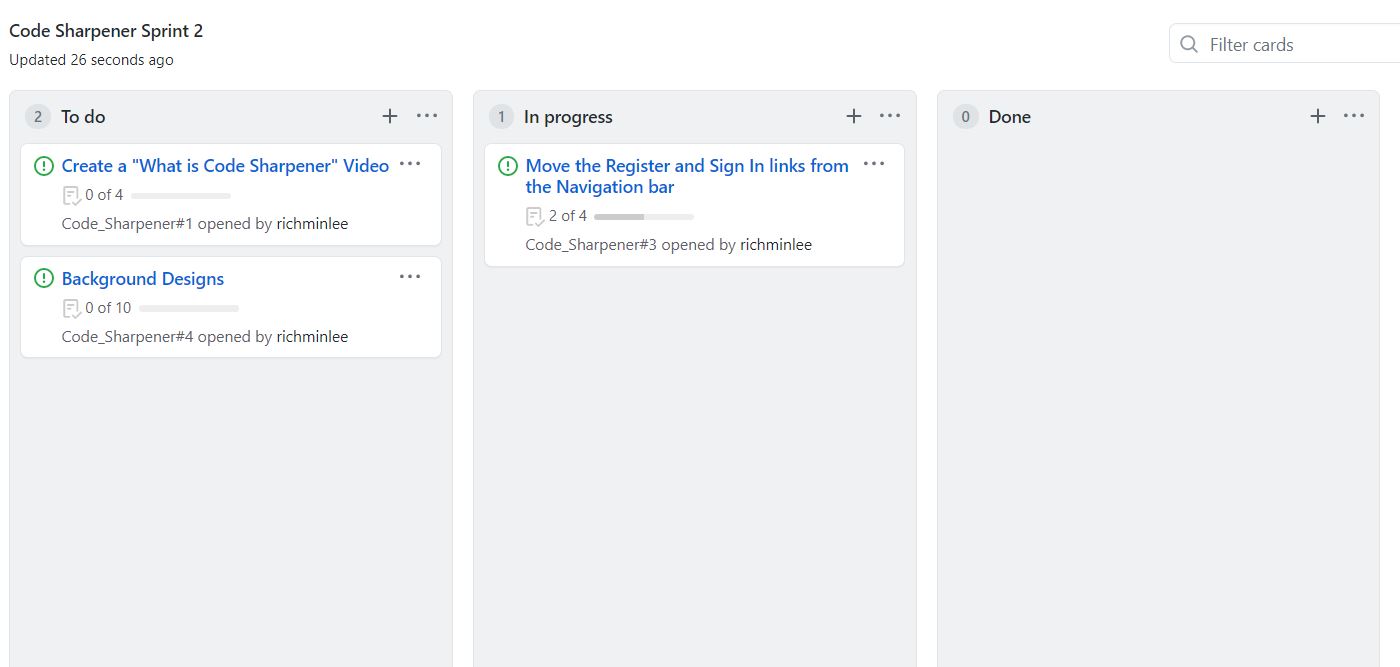 Code Sharpener Sprint 2
Updated 26 seconds ago
Filter cards
2 To do
Create a "What is Code Sharpener" Video
0 of 4
Code_Sharpener#1 opened by richminlee
Background Designs
0 of 10
Code_Sharpener#4 opened by richminlee
1 In progress
Move the Register and Sign In links from
the Navigation bar
2 of 4
Code_Sharpener#3 opened by richminlee
0 Done